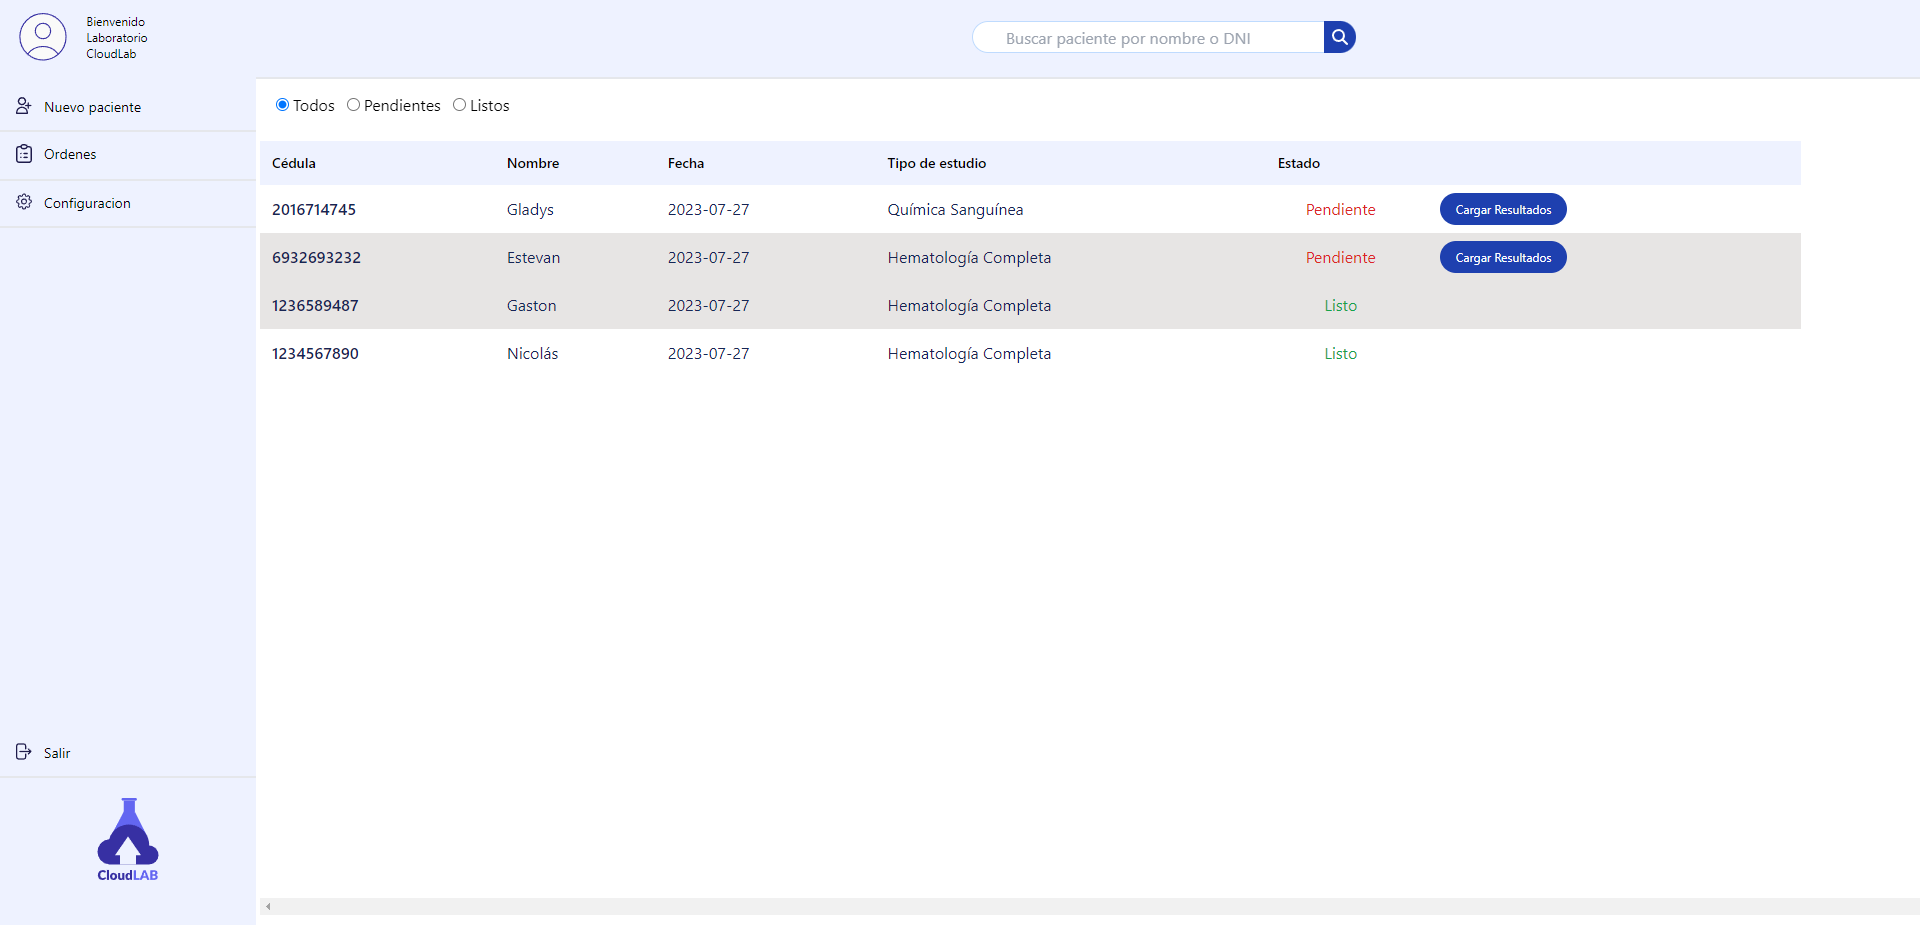 Bienvenido
Laboratorio
CloudLab
Buscar paciente por nombre o DNI
Nuevo paciente
Ordenes
Configuracion
Salir
CloudLAB
Todos Pendientes Listos
Cédula Nombre Fecha Tipo de estudio Estado
2016714745 Gladys 2023-07-27 Química Sanguínea Pendiente Cargar Resultados
6932693232 Estevan 2023-07-27 Hematología Completa Pendiente Cargar Resultados
1236589487 Gaston 2023-07-27 Hematología Completa Listo
1234567890 Nicolás 2023-07-27 Hematología Completa Listo